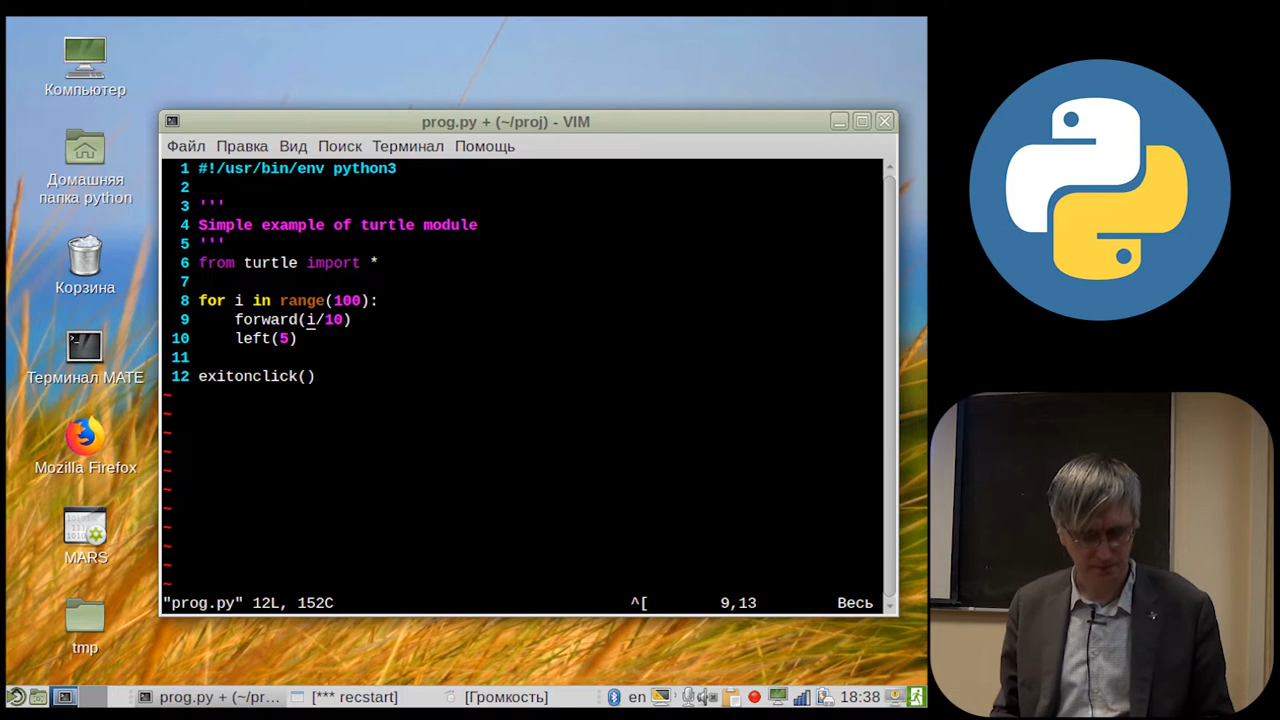 Компьютер
Домашняя
папка python
Корзина
Терминал MATE
Mozilla Firefox
MARS
tmp
prog.py + (~/proj) - VIM
Файл Правка Вид Поиск Терминал Помощь
1 #!/usr/bin/env python3
2
3 '''
4 Simple example of turtle module
5 '''
6 from turtle import *
7
8 for i in range(100):
9     forward(i/10)
10     left(5)
11
12 exitonclick()
~
~
~
~
~
~
~
~
~
~
~
"prog.py" 12L, 152C ^[ 9,13 Весь
prog.py + (~/pr... [*** recstart] [Громкость] en 18:38